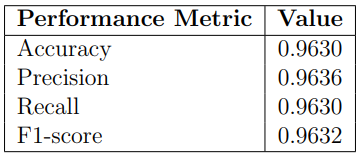 Performance Metric Value
Accuracy 0.9630
Precision 0.9636
Recall 0.9630
F1-score 0.9632